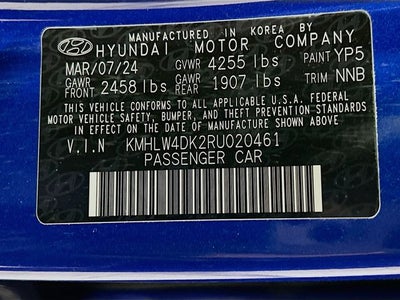 MANUFACTURED IN KOREA BY
HYUNDAI MOTOR COMPANY
MAR/07/24 GVWR 4255 lbs PAINT YP5
GAWR FRONT 2458 lbs GAWR REAR 1907 lbs TRIM NNB
THIS VEHICLE CONFORMS TO ALL APPLICABLE U.S.A. FEDERAL
MOTOR VEHICLE SAFETY, BUMPER, AND THEFT PREVENTION
STANDARDS IN EFFECT ON THE DATE OF MANUFACTURE SHOWN ABOVE.
V.I.N KMHLW4DK2RU020461
PASSENGER CAR